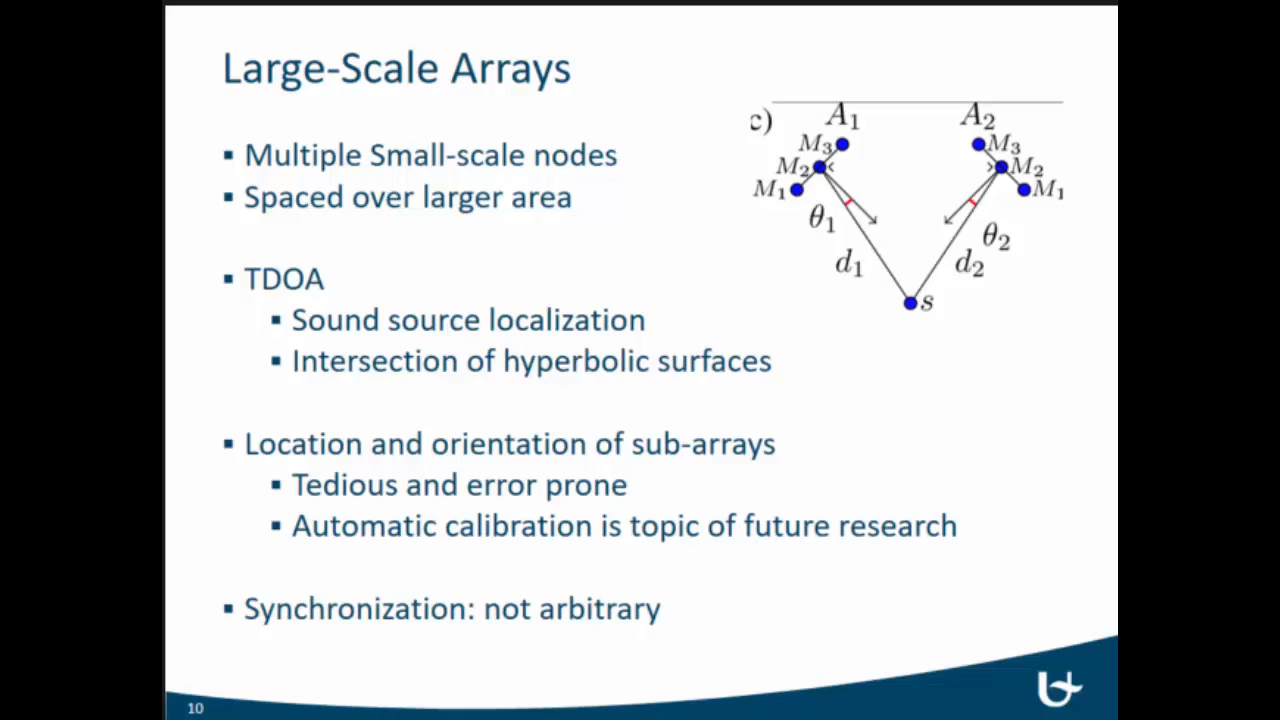 Large-Scale Arrays
▪ Multiple Small-scale nodes
▪ Spaced over larger area
▪ TDOA
▪ Sound source localization
▪ Intersection of hyperbolic surfaces
▪ Location and orientation of sub-arrays
▪ Tedious and error prone
▪ Automatic calibration is topic of future research
▪ Synchronization: not arbitrary
c) A₁ A₂
M₃ M₃
M₂ M₂
M₁ M₁
θ₁ θ₂
d₁ d₂
s
10